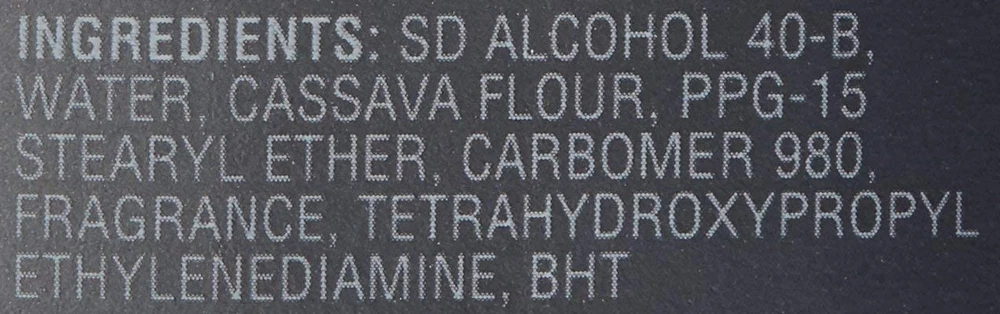 INGREDIENTS: SD ALCOHOL 40-B,
WATER, CASSAVA FLOUR, PPG-15
STEARYL ETHER, CARBOMER 980,
FRAGRANCE, TETRAHYDROXYPROPYL
ETHYLENEDIAMINE, BHT